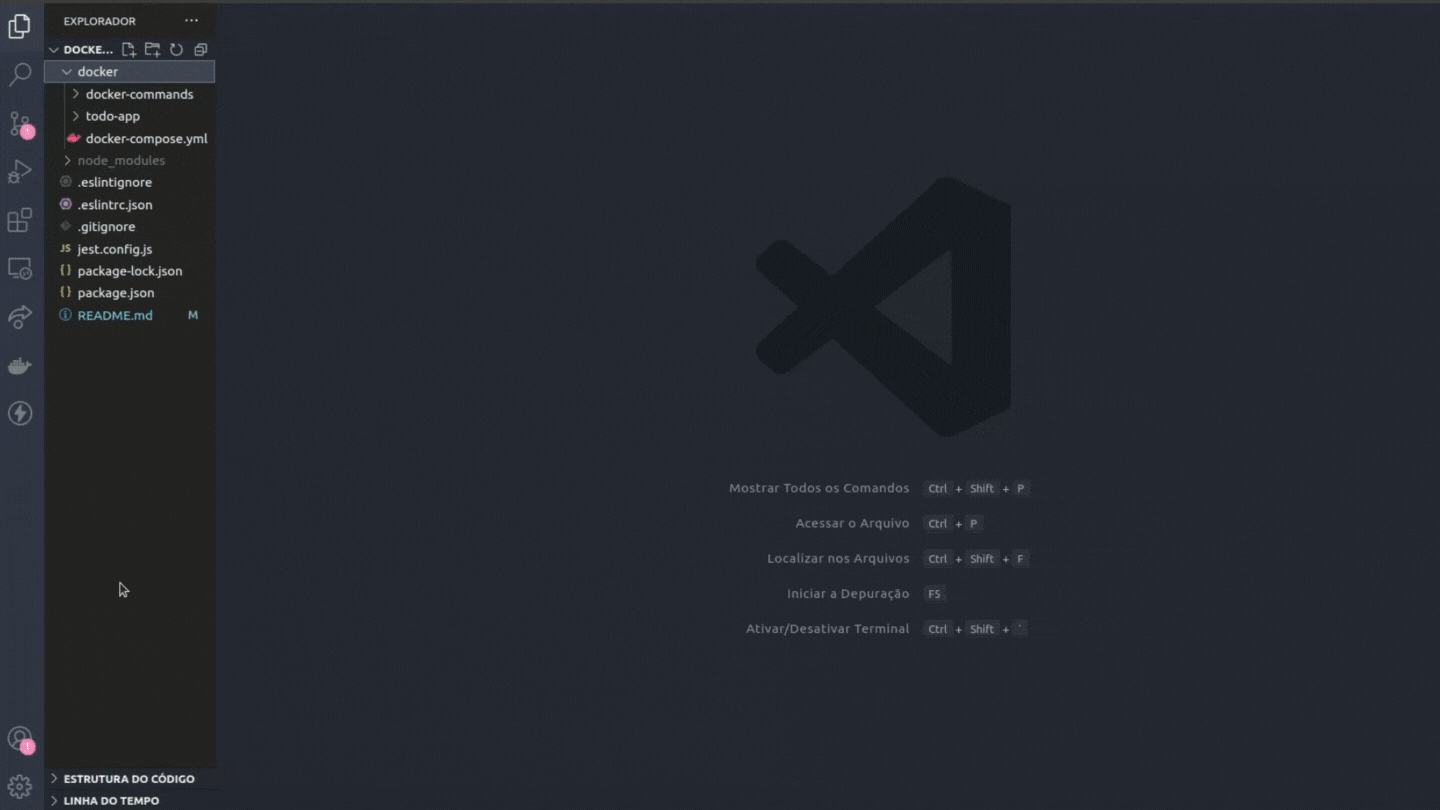 EXPLORADOR
DOCKE...
docker
docker-commands
todo-app
docker-compose.yml
node_modules
.eslintignore
.eslintrc.json
.gitignore
JS jest.config.js
{} package-lock.json
{} package.json
README.md M
ESTRUTURA DO CÓDIGO
LINHA DO TEMPO
Mostrar Todos os Comandos Ctrl + Shift + P
Acessar o Arquivo Ctrl + P
Localizar nos Arquivos Ctrl + Shift + F
Iniciar a Depuração F5
Ativar/Desativar Terminal Ctrl + Shift + `